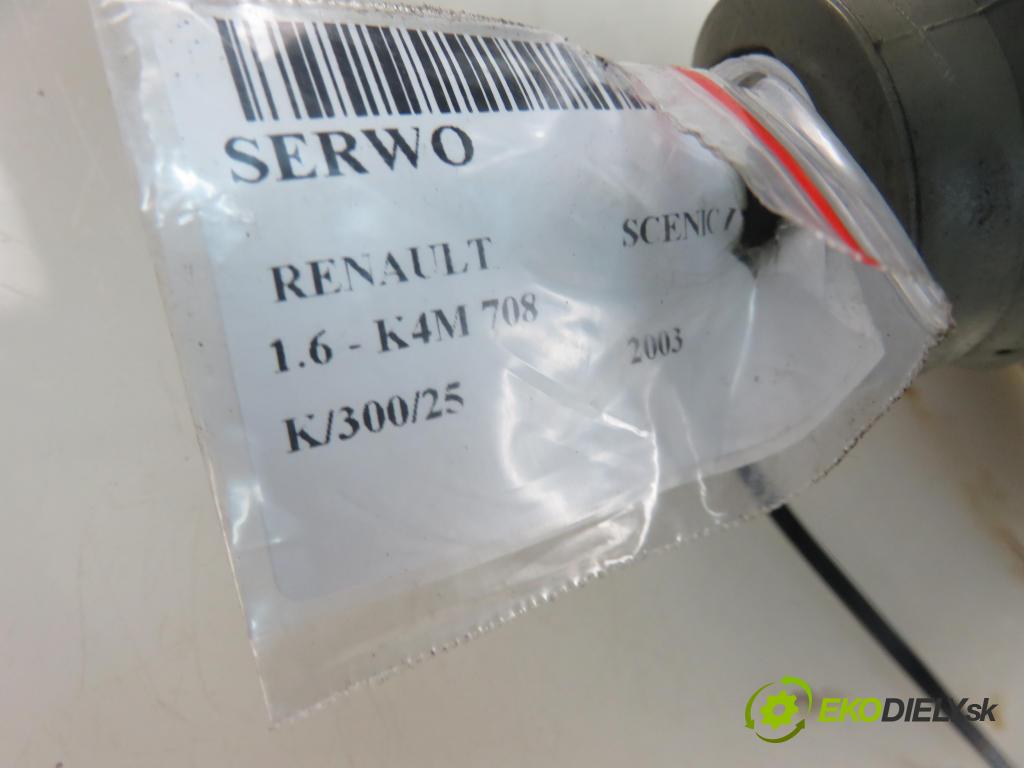 SERWO
RENAULT SCENIC
1.6 - K4M 708 2003
K/300/25
EKODIELY.sk